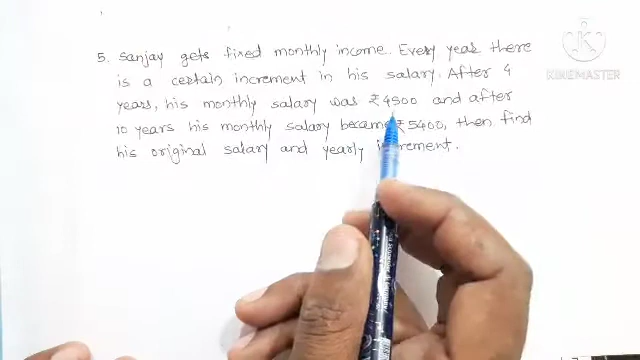 5. Sanjay gets fixed monthly income. Every year there
is a certain increment in his salary. After 4
years, his monthly salary was ₹4500 and after
10 years his monthly salary became ₹5400, then find
his original salary and yearly increment.
KINEMASTER